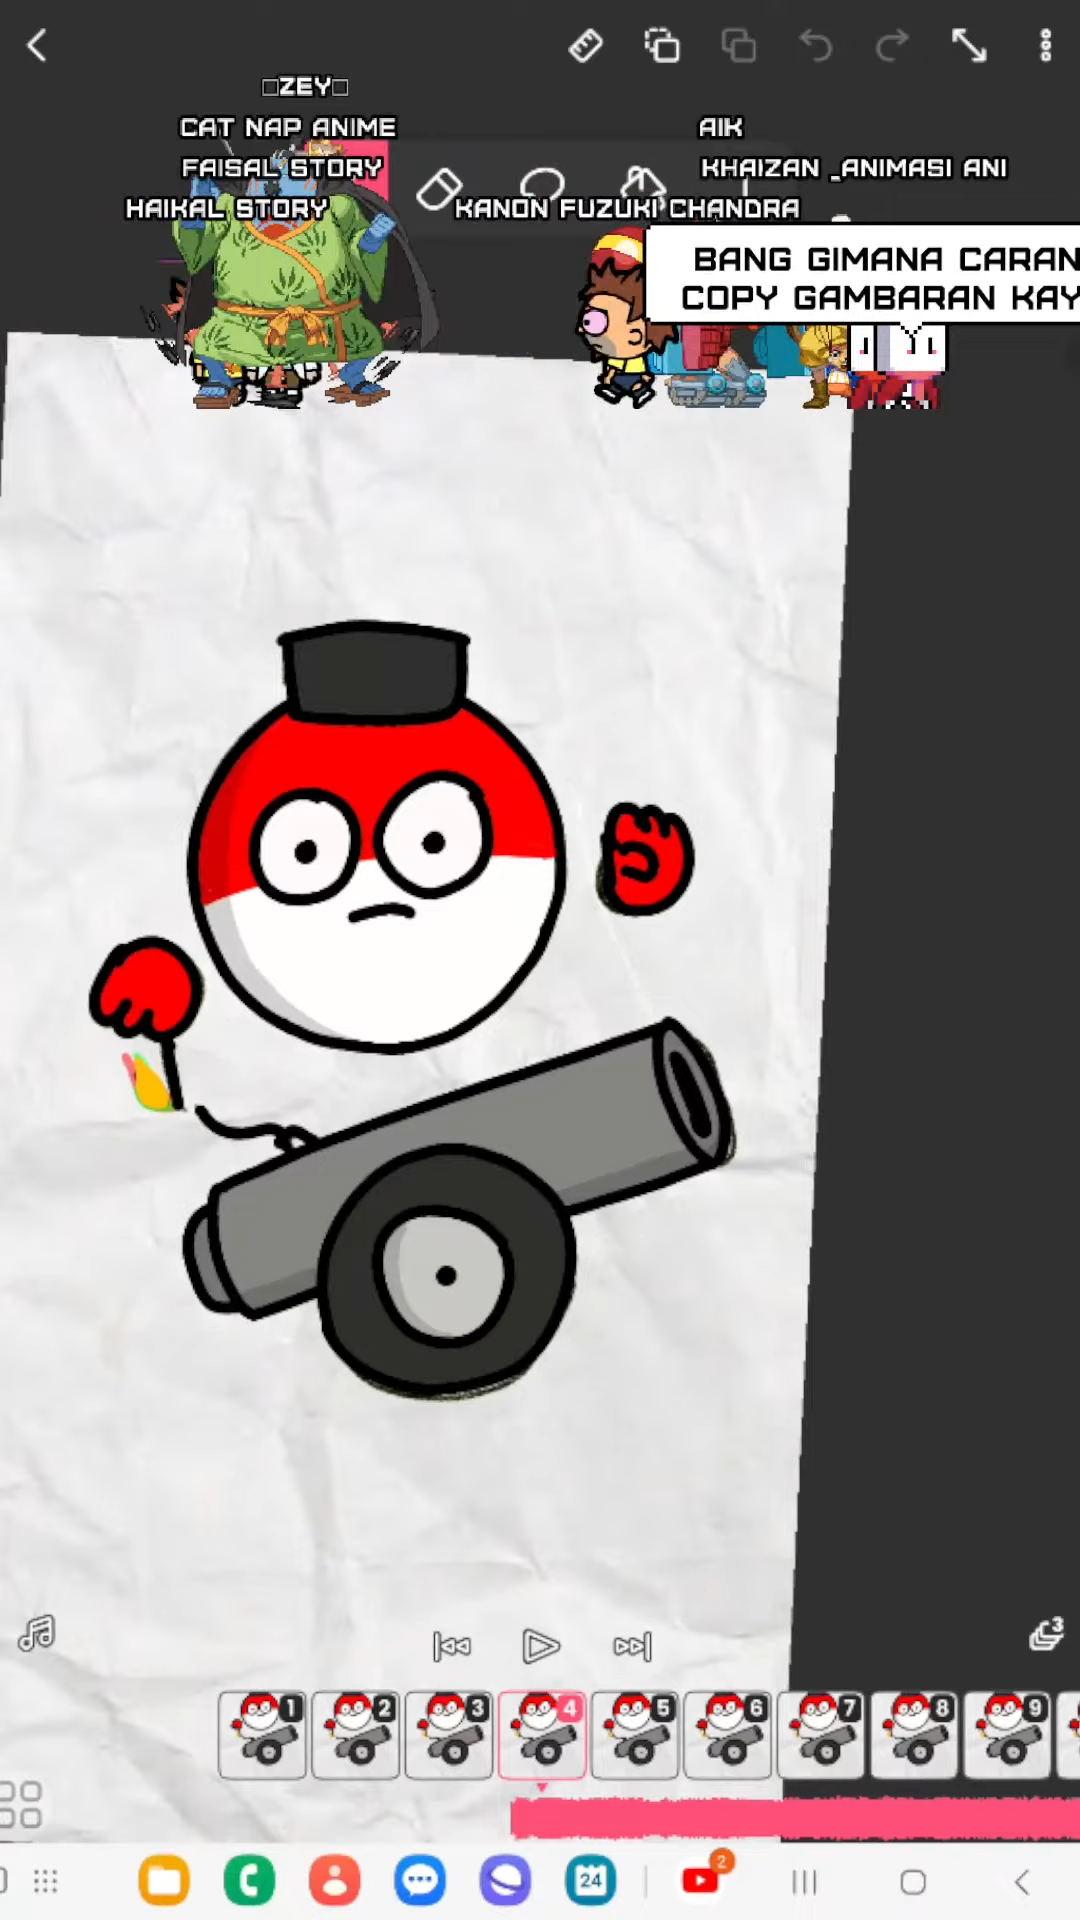 □ZEY□
CAT NAP ANIME
AIK
FAISAL STORY
KHAIZAN _ANIMASI ANI
HAIKAL STORY
KANON FUZUKI CHANDRA
BANG GIMANA CARAN
COPY GAMBARAN KAY
3
1 2 3 4 5 6 7 8 9
24
2